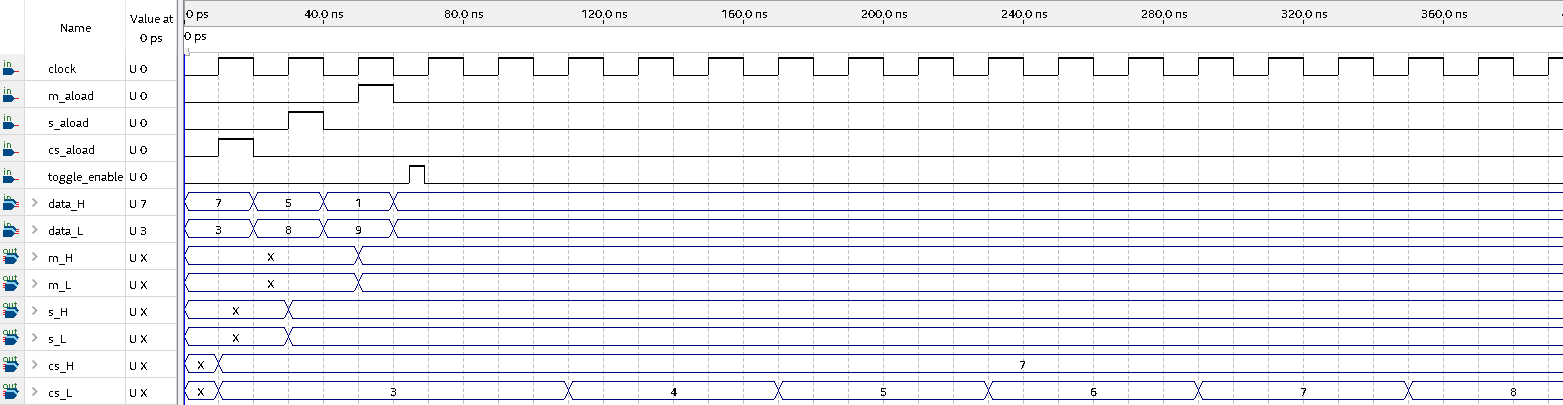 Name Value at 0 ps
0 ps 40.0 ns 80.0 ns 120.0 ns 160.0 ns 200.0 ns 240.0 ns 280.0 ns 320.0 ns 360.0 ns
0 ps
in clock U 0
in m_aload U 0
in s_aload U 0
in cs_aload U 0
in toggle_enable U 0
in data_H U 7 7 5 1
in data_L U 3 3 8 9
out m_H U X X
out m_L U X X
out s_H U X X
out s_L U X X
out cs_H U X X 7
out cs_L U X X 3 4 5 6 7 8